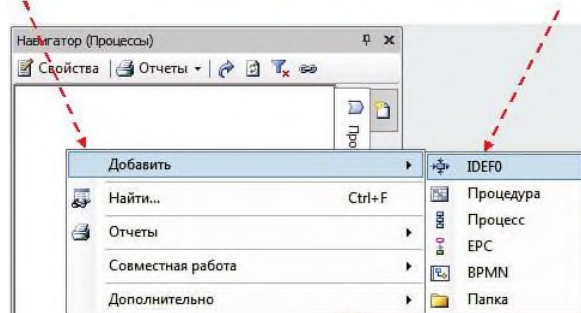 Навигатор (Процессы)
Свойства Отчеты
Про
Добавить
IDEF0
Найти... Ctrl+F
Процедура
Отчеты
Процесс
EPC
Совместная работа
BPMN
Дополнительно
Папка